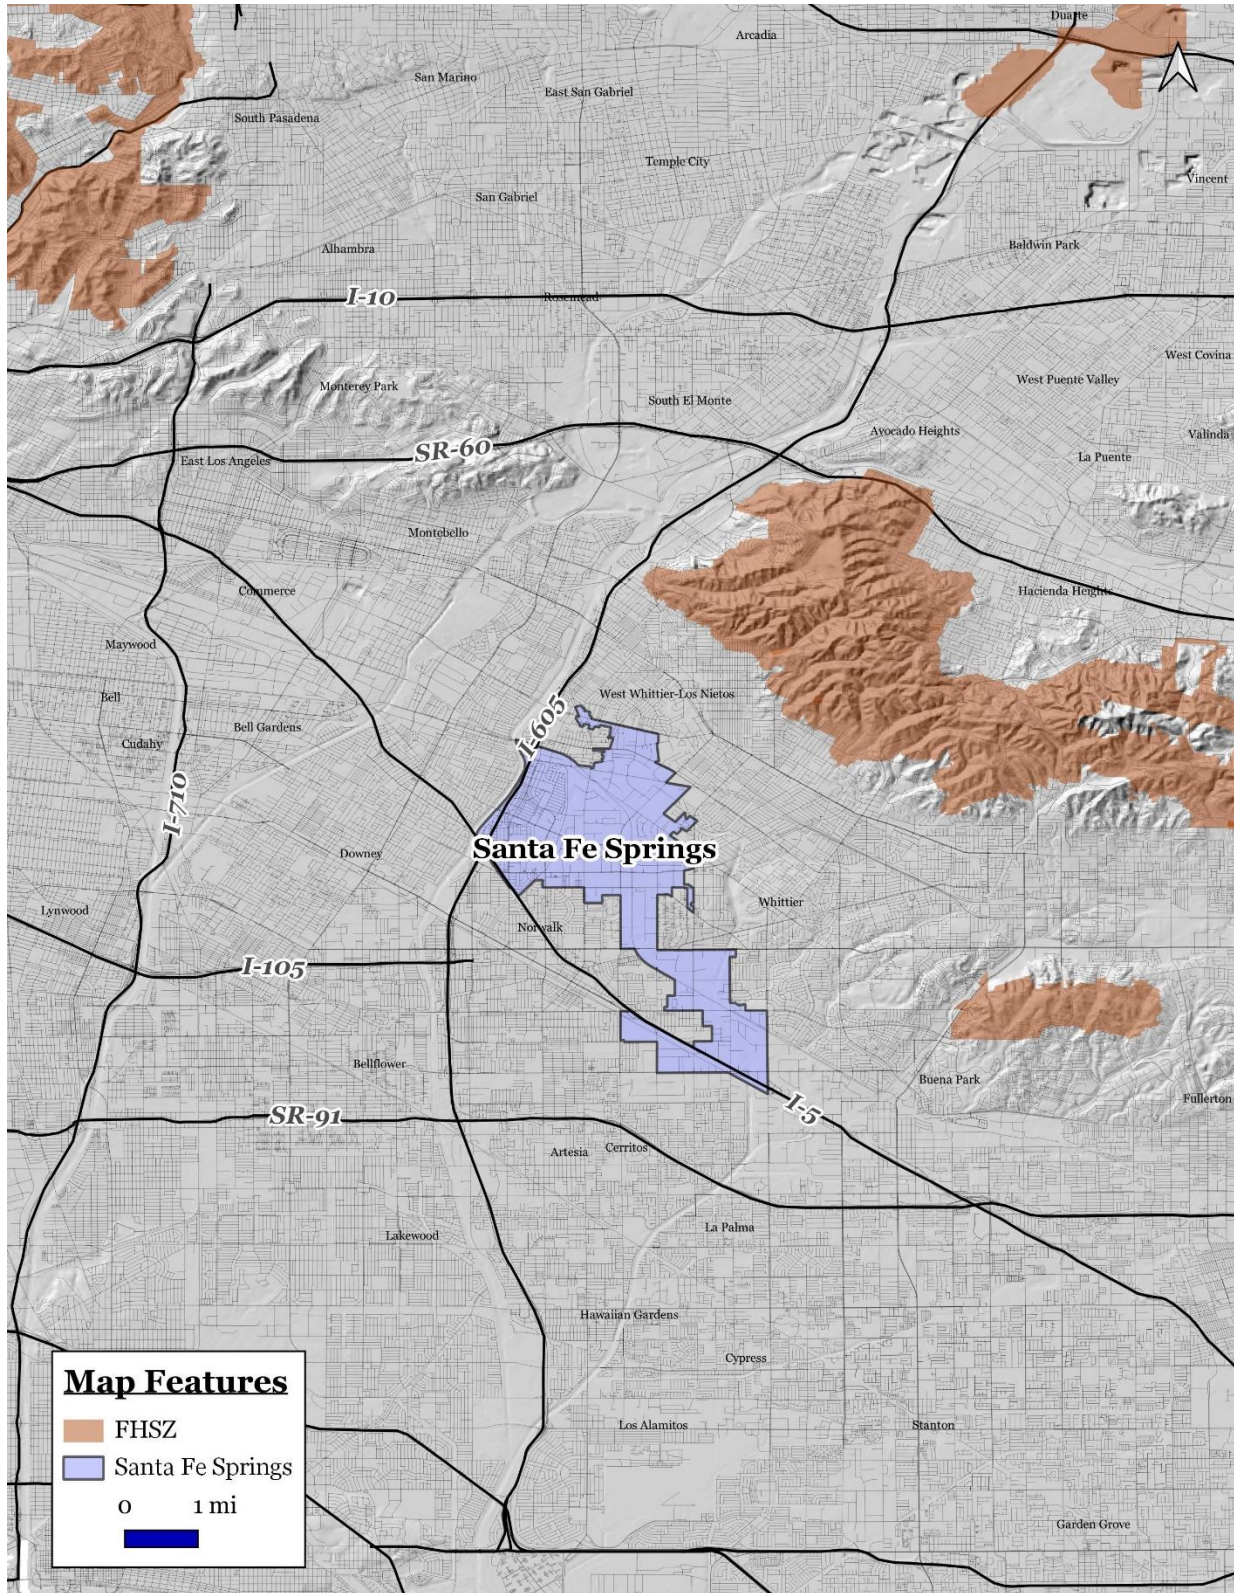 Duarte
Arcadia
San Marino
East San Gabriel
South Pasadena
Temple City
Vincent
San Gabriel
Alhambra
Baldwin Park
I-10
Rosemead
West Covina
West Puente Valley
Monterey Park
South El Monte
Avocado Heights
Valinda
SR-60
La Puente
East Los Angeles
Montebello
Commerce
Hacienda Heights
Maywood
West Whittier-Los Nietos
Bell
I-605
Bell Gardens
Cudahy
I-710
Santa Fe Springs
Downey
Whittier
Lynwood
Norwalk
I-105
Bellflower
Buena Park
Fullerton
I-5
SR-91
Artesia
Cerritos
La Palma
Lakewood
Hawaiian Gardens
Cypress
Map Features
FHSZ
Santa Fe Springs
0 1 mi
Los Alamitos
Stanton
Garden Grove